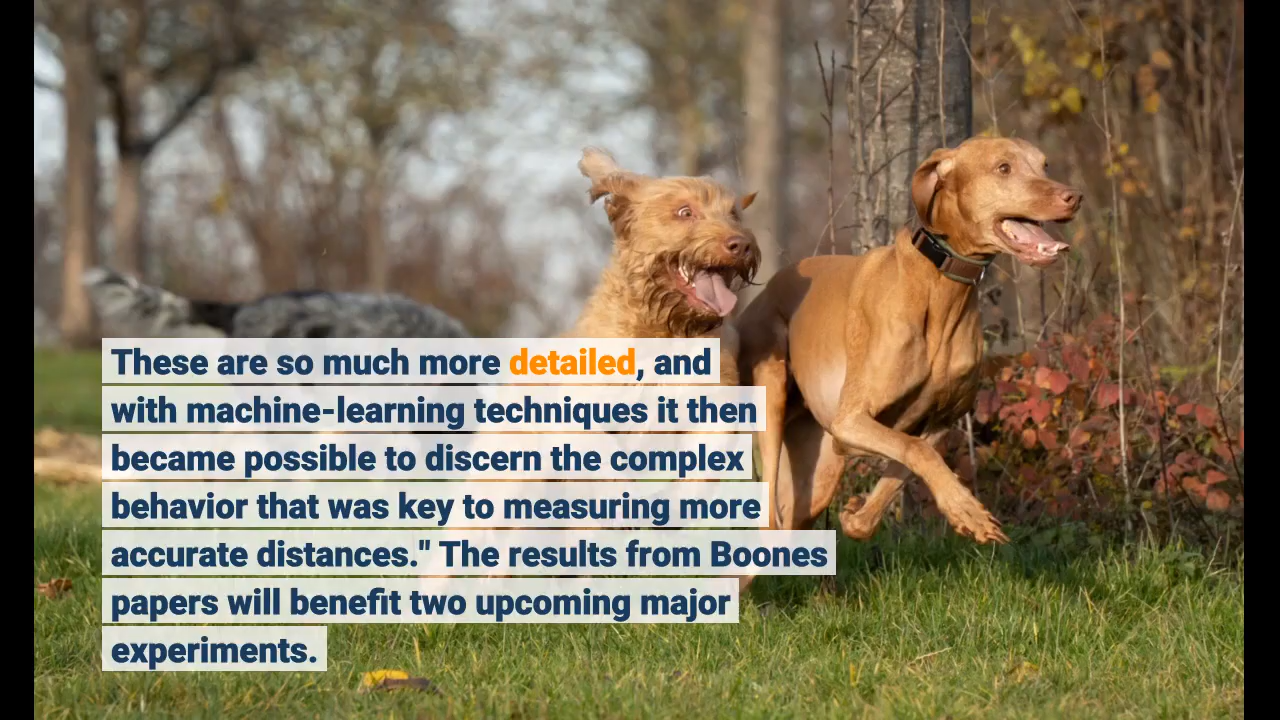 These are so much more detailed, and
with machine-learning techniques it then
became possible to discern the complex
behavior that was key to measuring more
accurate distances." The results from Boones
papers will benefit two upcoming major
experiments.